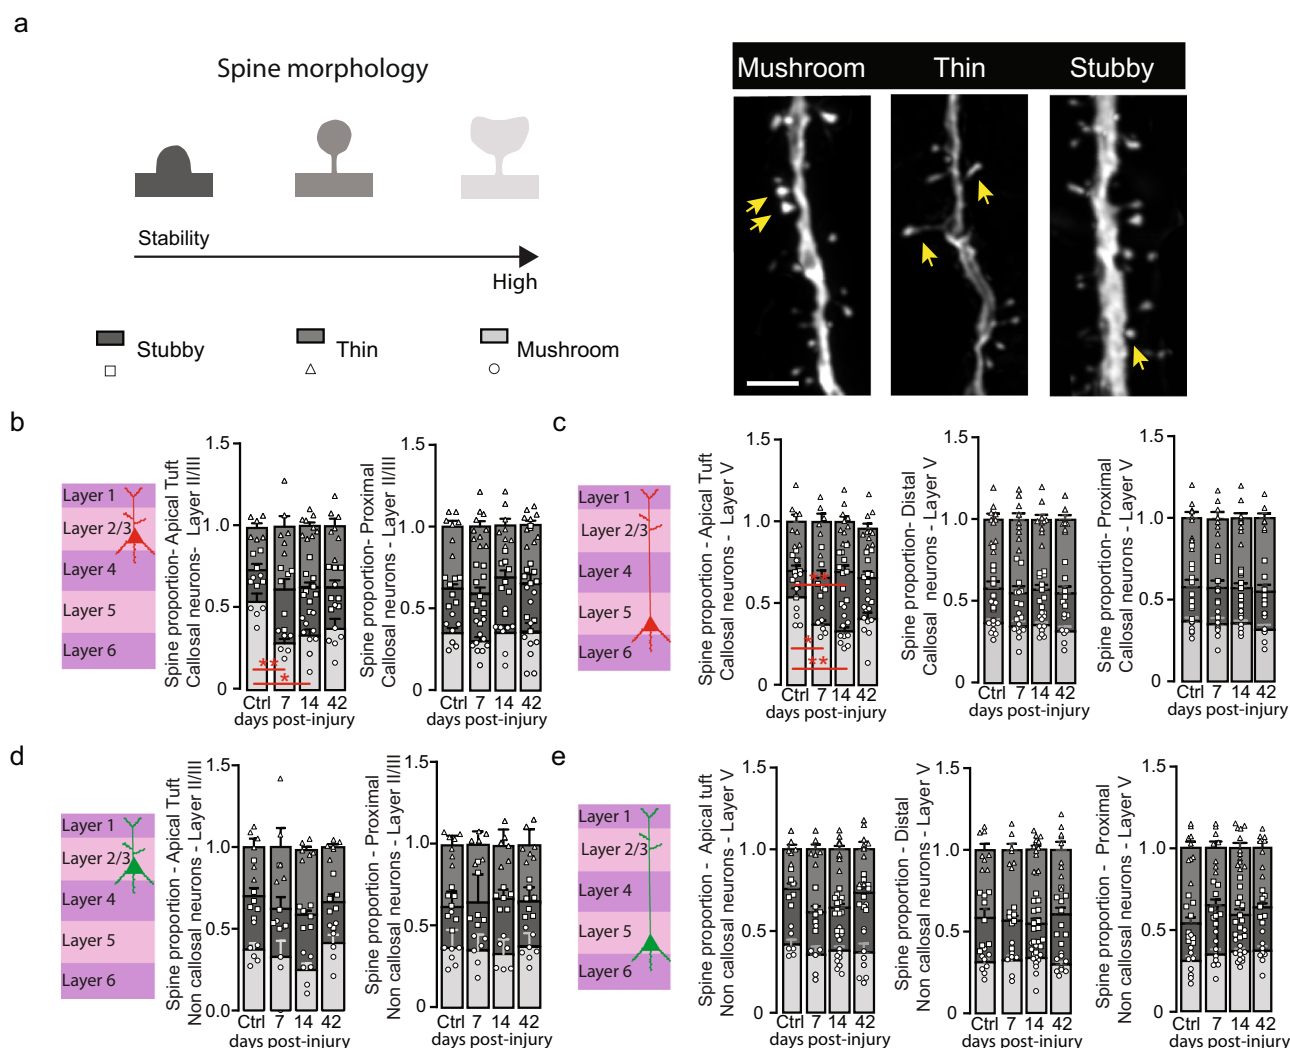 a
Spine morphology
Stability
High
Stubby
Thin
Mushroom
Mushroom Thin Stubby
b
Layer 1
Layer 2/3
Layer 4
Layer 5
Layer 6
Spine proportion- Apical Tuft
Callosal neurons- Layer II/III
1.5
1.0
0.5
0
**
*
Ctrl 7 14 42
days post-injury
Spine proportion- Proximal
Callosal neurons - Layer II/III
1.5
1.0
0.5
0
Ctrl 7 14 42
days post-injury
c
Layer 1
Layer 2/3
Layer 4
Layer 5
Layer 6
Spine proportion - Apical Tuft
Callosal neurons - Layer V
1.5
1.0
0.5
0
**
*
**
Ctrl 7 14 42
days post-injury
Spine proportion- Distal
Callosal neurons - Layer V
1.5
1.0
0.5
0
Ctrl 7 14 42
days post-injury
Spine proportion- Proximal
Callosal neurons - Layer V
1.5
1.0
0.5
0
Ctrl 7 14 42
days post-injury
d
Layer 1
Layer 2/3
Layer 4
Layer 5
Layer 6
Spine proportion - Apical Tuft
Non callosal neurons - Layer II/III
1.5
1.0
0.5
0
Ctrl 7 14 42
days post-injury
Spine proportion - Proximal
Non callosal neurons - Layer II/III
1.5
1.0
0.5
0
Ctrl 7 14 42
days post-injury
e
Layer 1
Layer 2/3
Layer 4
Layer 5
Layer 6
Spine proportion - Apical tuft
Non callosal neurons - Layer V
1.5
1.0
0.5
0
Ctrl 7 14 42
days post-injury
Spine proportion - Distal
Non callosal neurons - Layer V
1.5
1.0
0.5
0
Ctrl 7 14 42
days post-injury
Spine proportion - Proximal
Non callosal neurons - Layer V
1.5
1.0
0.5
0
Ctrl 7 14 42
days post-injury